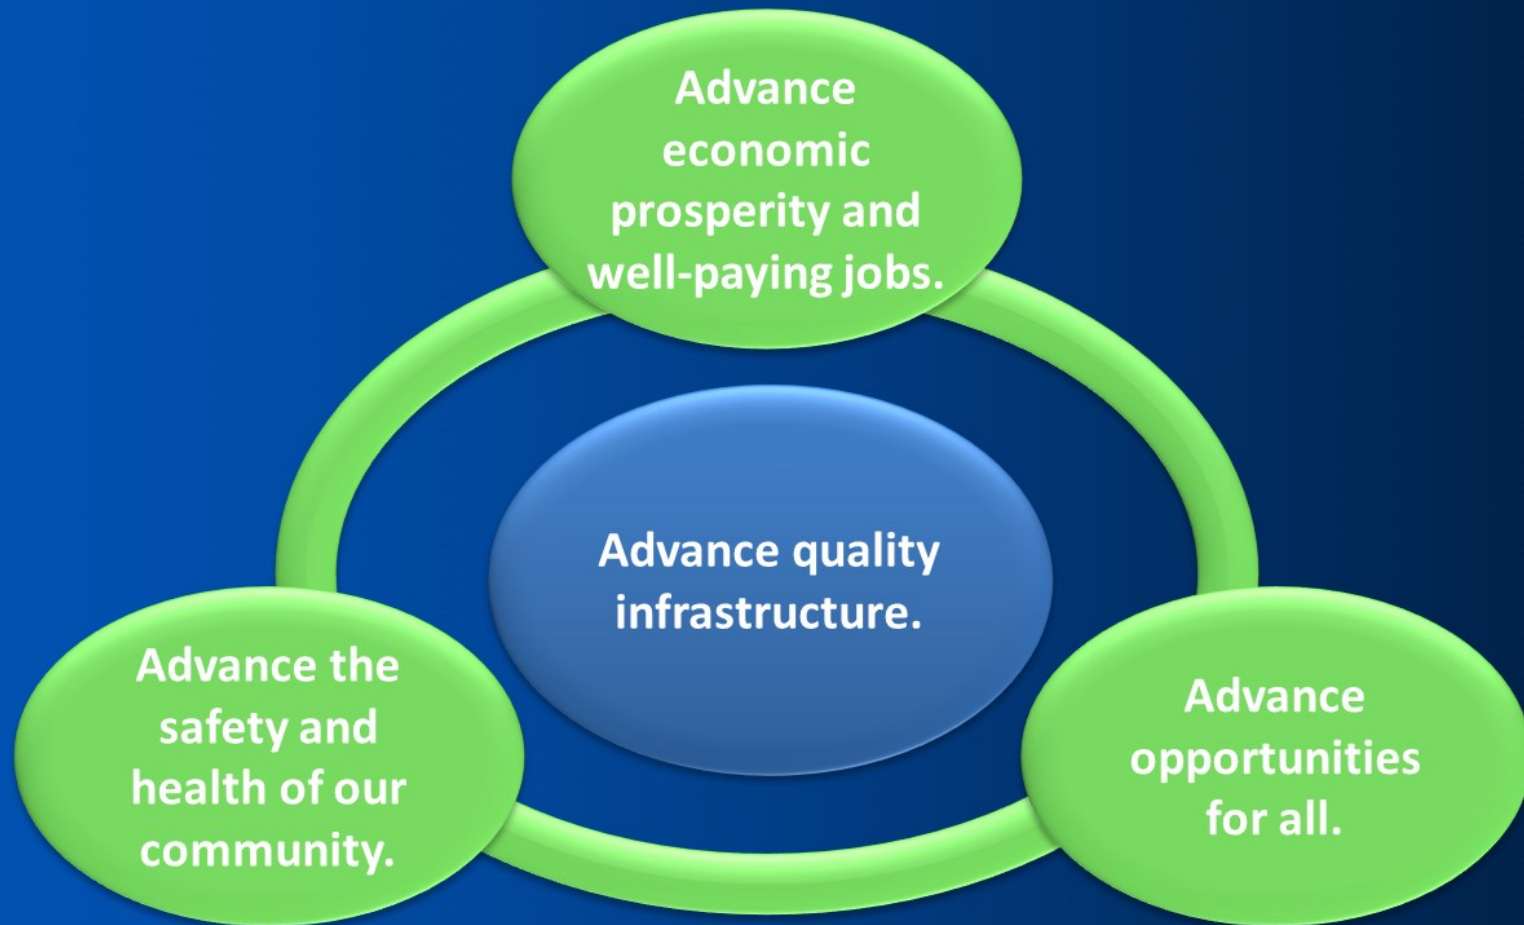 Advance
economic
prosperity and
well-paying jobs.
Advance quality
infrastructure.
Advance the
safety and
health of our
community.
Advance
opportunities
for all.